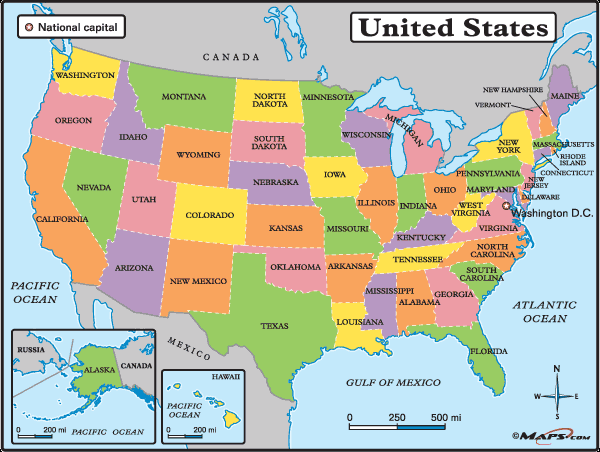 National capital
United States
CANADA
WASHINGTON
MONTANA
NORTH
DAKOTA
MINNESOTA
MAINE
NEW HAMPSHIRE
VERMONT
OREGON
IDAHO
WYOMING
SOUTH
DAKOTA
WISCONSIN
MICHIGAN
NEW
YORK
MASSACHUSETTS
RHODE
ISLAND
CONNECTICUT
NEVADA
UTAH
COLORADO
NEBRASKA
IOWA
ILLINOIS
INDIANA
OHIO
PENNSYLVANIA
NEW
JERSEY
MARYLAND
DELAWARE
WEST
VIRGINIA
Washington D.C.
VIRGINIA
CALIFORNIA
KANSAS
MISSOURI
KENTUCKY
ARIZONA
NEW MEXICO
OKLAHOMA
ARKANSAS
TENNESSEE
NORTH
CAROLINA
SOUTH
CAROLINA
MISSISSIPPI
ALABAMA
GEORGIA
TEXAS
LOUISIANA
FLORIDA
PACIFIC
OCEAN
ATLANTIC
OCEAN
MEXICO
GULF OF MEXICO
RUSSIA
ALASKA
CANADA
PACIFIC OCEAN
0 200 mi
HAWAII
PACIFIC
OCEAN
0 200 mi
0 250 500 mi
N
W E
S
©MAPS.COM